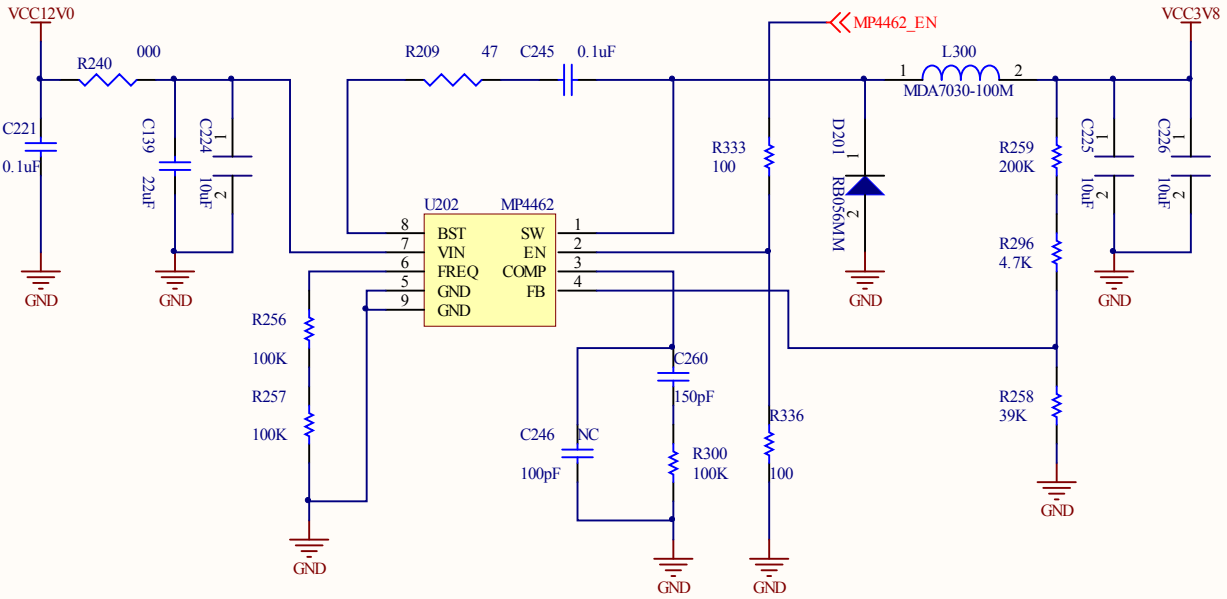 VCC12V0
MP4462_EN
VCC3V8
R240 000
R209 47 C245 0.1uF
L300
1 2
MDA7030-100M
C221
0.1uF
C139
22uF
C224
1
2
10uF
R333
100
D201
1
2
RB056MM
R259
200K
C225
1
2
10uF
C226
1
2
10uF
U202 MP4462
8 BST SW 1
7 VIN EN 2
6 FREQ COMP 3
5 GND FB 4
9 GND
R296
4.7K
GND
GND
GND
GND
R256
100K
R257
100K
C260
150pF
C246 NC
100pF
R300
100K
R336
100
R258
39K
GND
GND
GND
GND